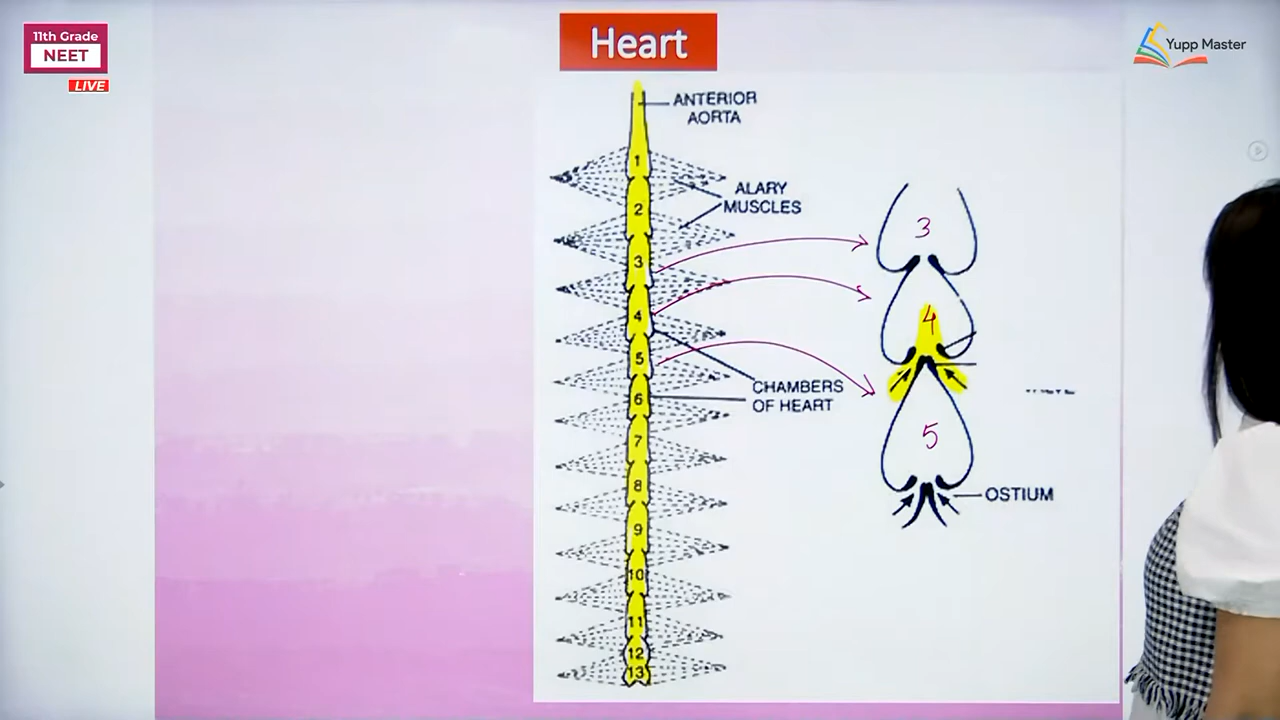 11th Grade
NEET
LIVE
Heart
Yupp Master
ANTERIOR
AORTA
1
ALARY
MUSCLES
2
3
3
4
4
5
CHAMBERS
OF HEART
6
5
7
8
OSTIUM
9
10
11
12
13